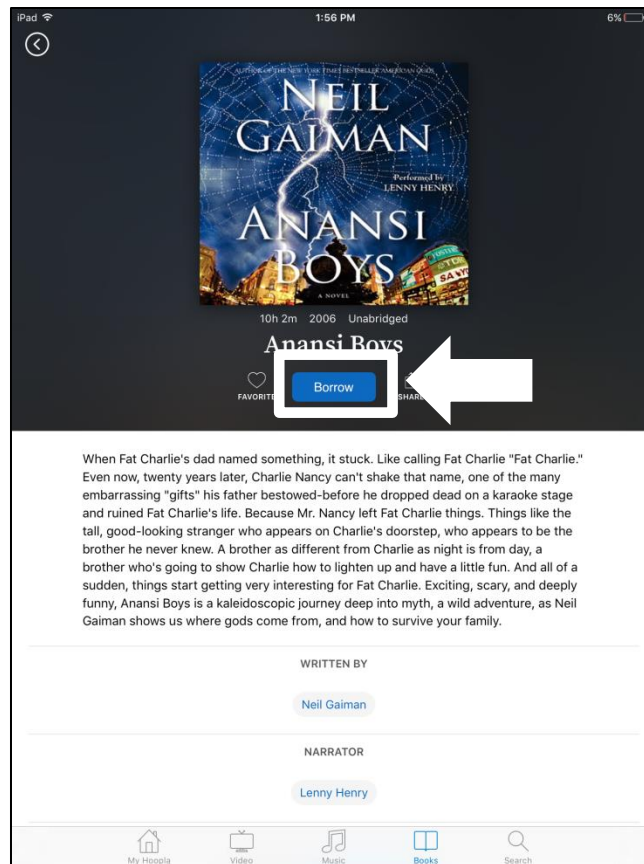 iPad 1:56 PM 6%
AUTHOR OF THE NEW YORK TIMES BESTSELLER AMERICAN GODS
NEIL
GAIMAN
Performed by
LENNY HENRY
ANANSI
BOYS
A NOVEL
10h 2m 2006 Unabridged
Anansi Boys
Borrow
FAVORITE SHARE
When Fat Charlie's dad named something, it stuck. Like calling Fat Charlie "Fat Charlie."
Even now, twenty years later, Charlie Nancy can't shake that name, one of the many
embarrassing "gifts" his father bestowed-before he dropped dead on a karaoke stage
and ruined Fat Charlie's life. Because Mr. Nancy left Fat Charlie things. Things like the
tall, good-looking stranger who appears on Charlie's doorstep, who appears to be the
brother he never knew. A brother as different from Charlie as night is from day, a
brother who's going to show Charlie how to lighten up and have a little fun. And all of a
sudden, things start getting very interesting for Fat Charlie. Exciting, scary, and deeply
funny, Anansi Boys is a kaleidoscopic journey deep into myth, a wild adventure, as Neil
Gaiman shows us where gods come from, and how to survive your family.
WRITTEN BY
Neil Gaiman
NARRATOR
Lenny Henry
My Hoopla Video Music Books Search